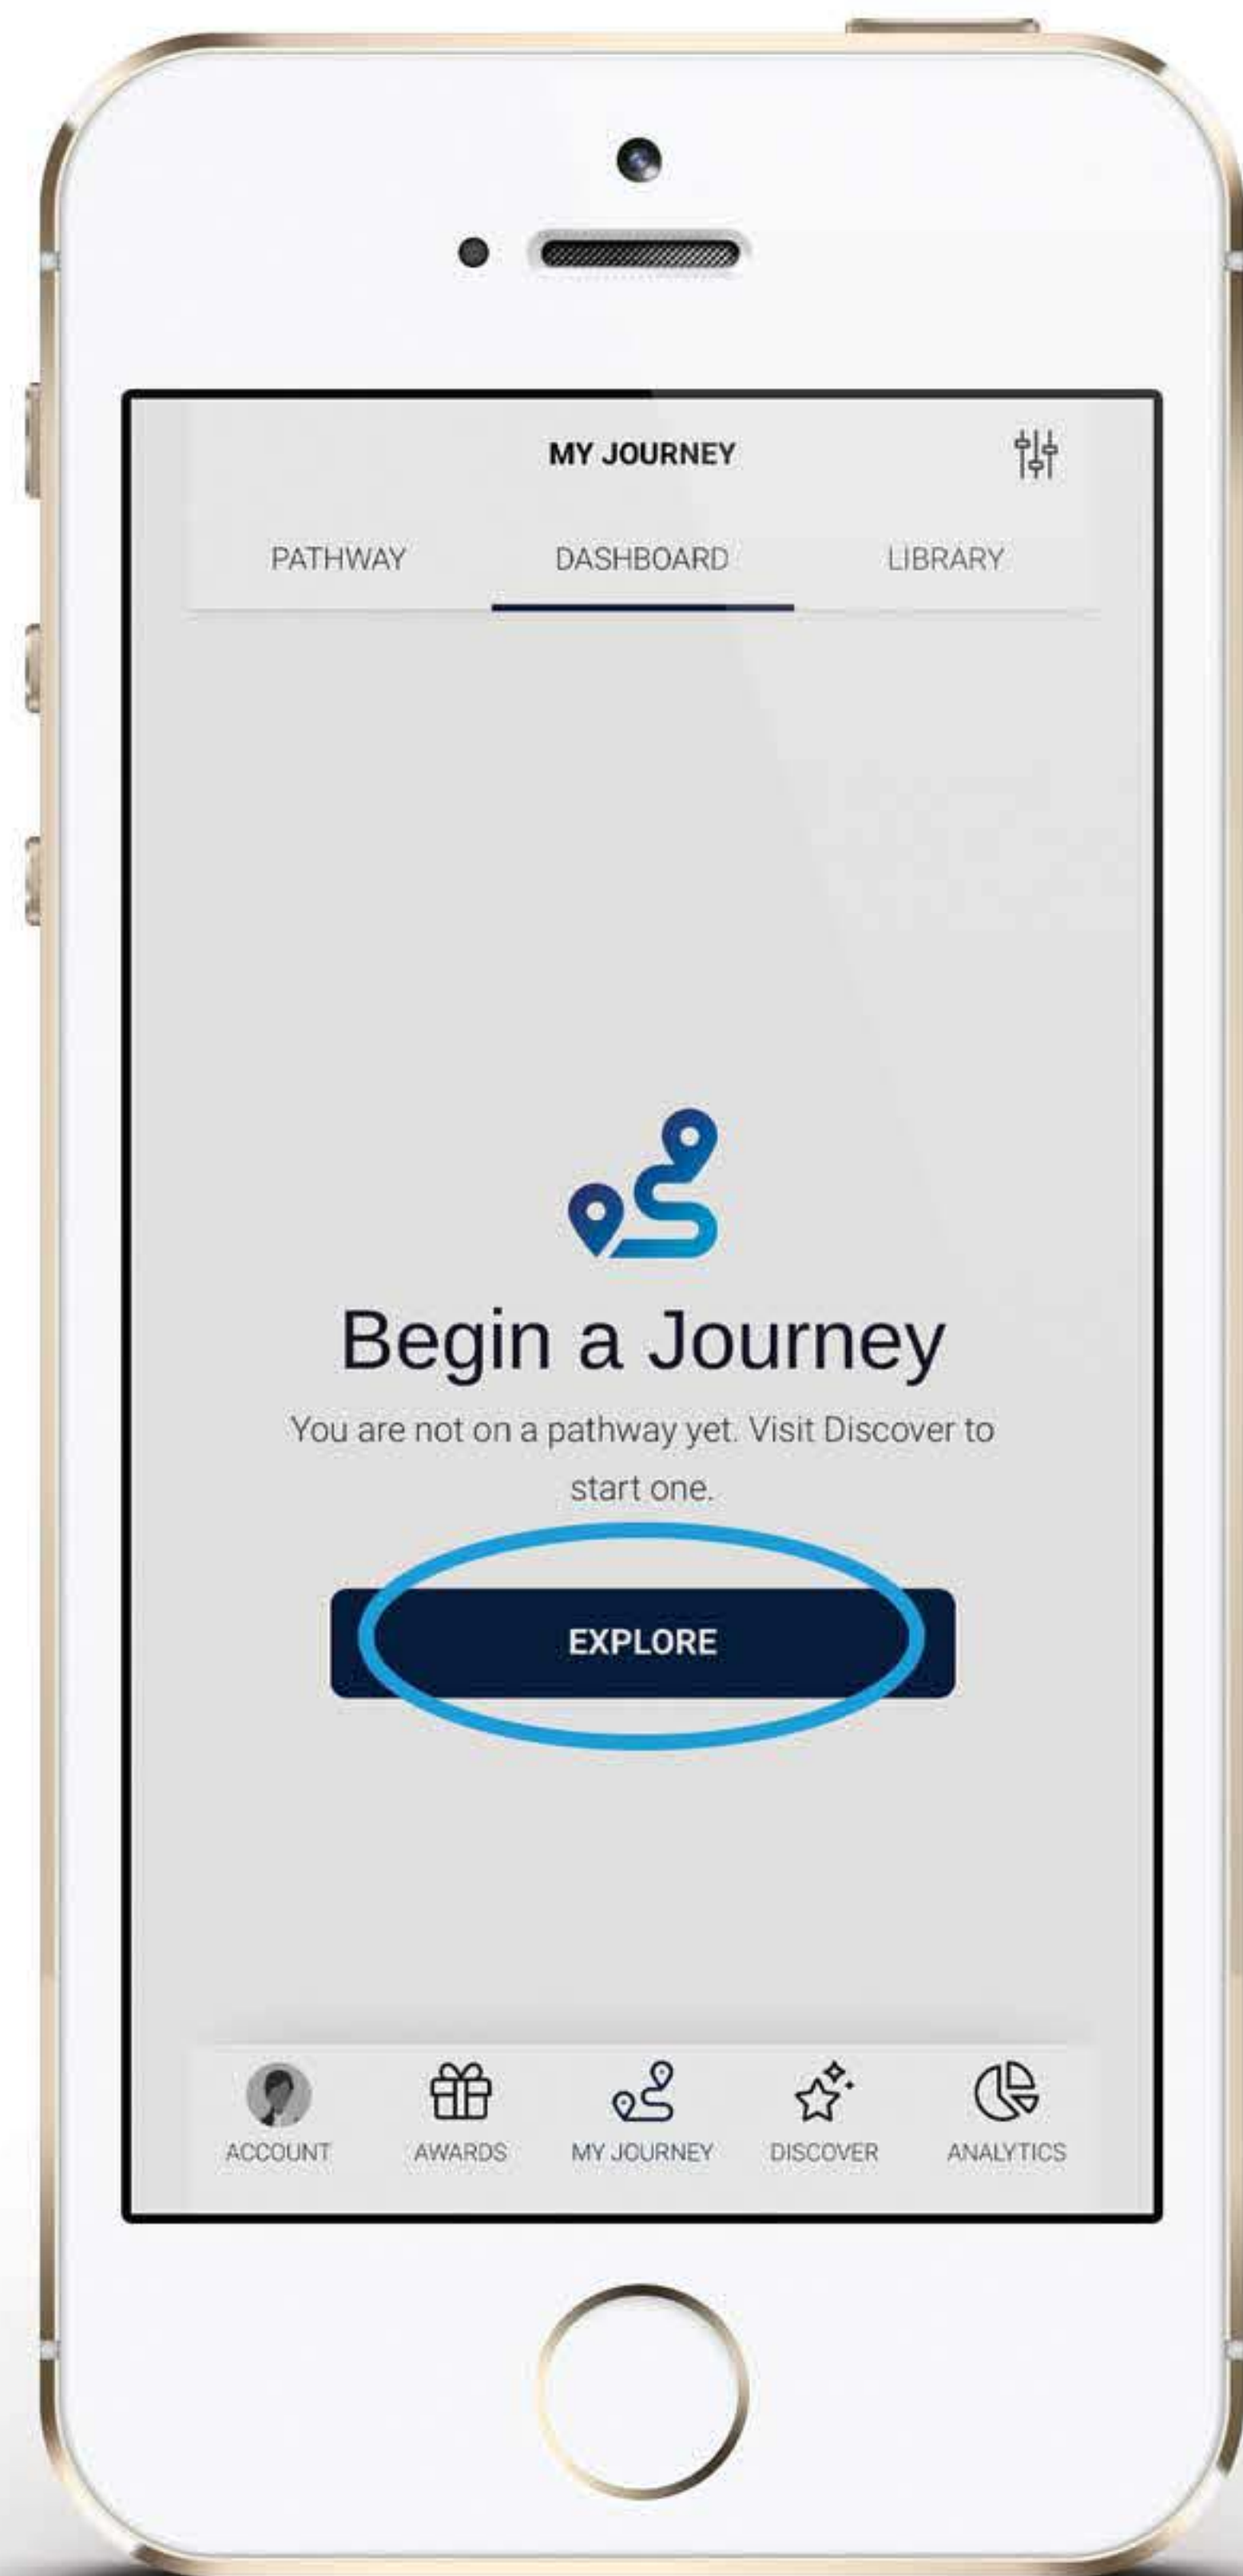 MY JOURNEY
PATHWAY DASHBOARD LIBRARY
Begin a Journey
You are not on a pathway yet. Visit Discover to
start one.
EXPLORE
ACCOUNT AWARDS MY JOURNEY DISCOVER ANALYTICS